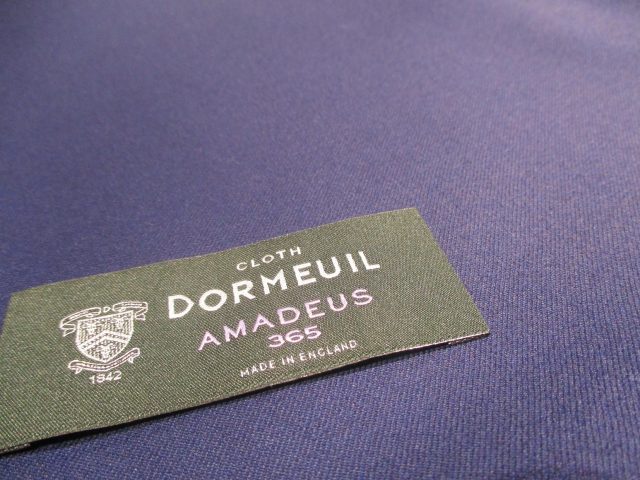 CLOTH
DORMEUIL
AMADEUS
365
MADE IN ENGLAND
D
1842